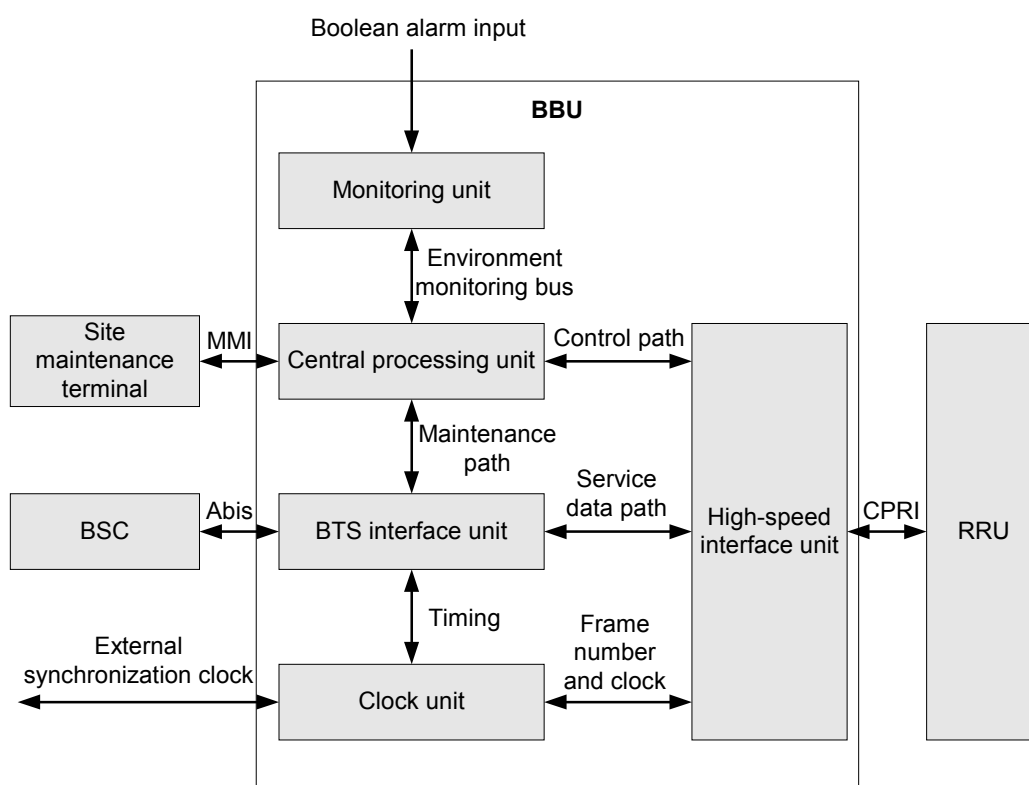 Boolean alarm input
BBU
Monitoring unit
Environment
monitoring bus
Site
maintenance
terminal
MMI
Central processing unit
Control path
Maintenance
path
BSC
Abis
BTS interface unit
Service
data path
High-speed
interface unit
CPRI
RRU
Timing
External
synchronization clock
Clock unit
Frame
number
and clock